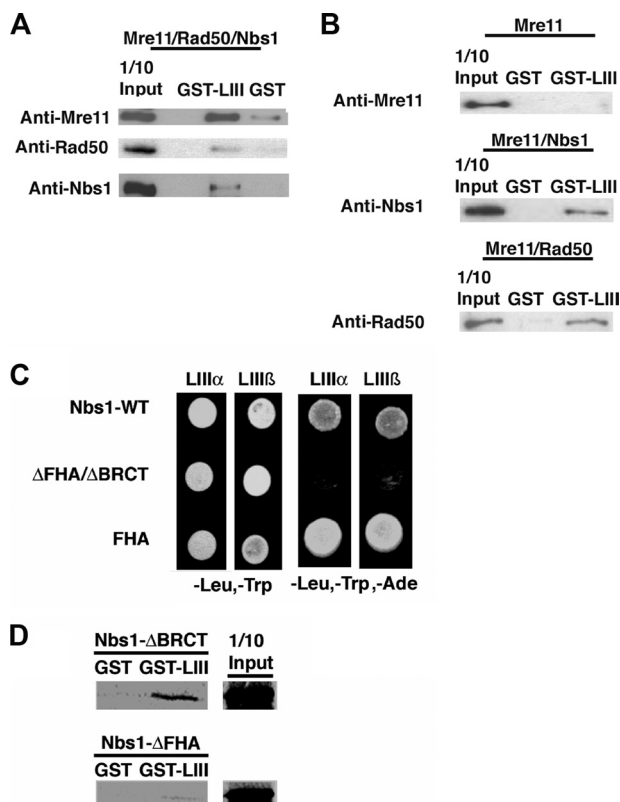 A
Mre11/Rad50/Nbs1
1/10
Input GST-LIII GST
Anti-Mre11
Anti-Rad50
Anti-Nbs1
B
Mre11
1/10
Input GST GST-LIII
Anti-Mre11
Mre11/Nbs1
1/10
Input GST GST-LIII
Anti-Nbs1
Mre11/Rad50
1/10
Input GST GST-LIII
Anti-Rad50
C
LIIIα LIIIß LIIIα LIIIß
Nbs1-WT
ΔFHA/ΔBRCT
FHA
-Leu,-Trp -Leu,-Trp,-Ade
D
Nbs1-ΔBRCT 1/10
GST GST-LIII Input
Nbs1-ΔFHA
GST GST-LIII